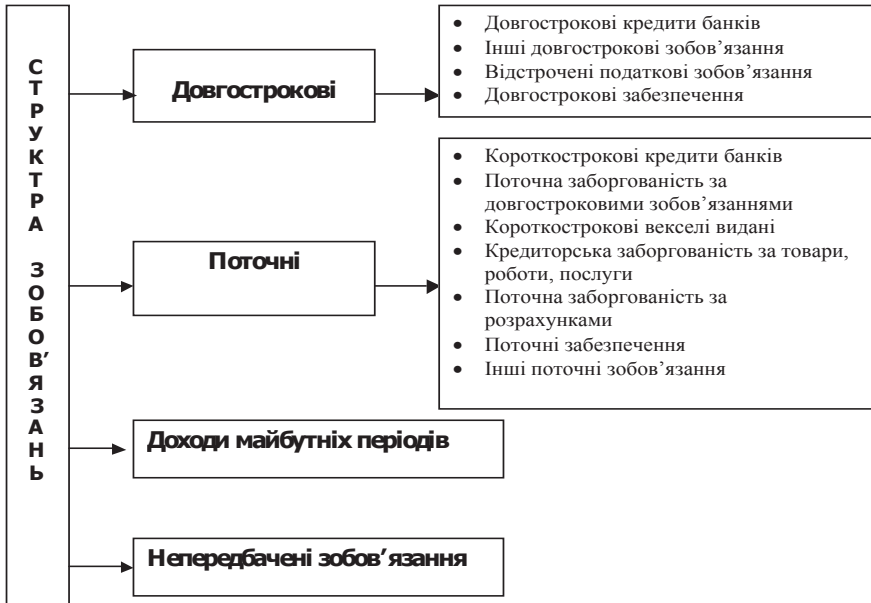 СТРУКТРА ЗОБОВ’ЯЗАНЬ
Довгострокові
• Довгострокові кредити банків
• Інші довгострокові зобов’язання
• Відстрочені податкові зобов’язання
• Довгострокові забезпечення
Поточні
• Короткострокові кредити банків
• Поточна заборгованість за
довгостроковими зобов’язаннями
• Короткострокові векселі видані
• Кредиторська заборгованість за товари,
роботи, послуги
• Поточна заборгованість за
розрахунками
• Поточні забезпечення
• Інші поточні зобов’язання
Доходи майбутніх періодів
Непередбачені зобов’язання